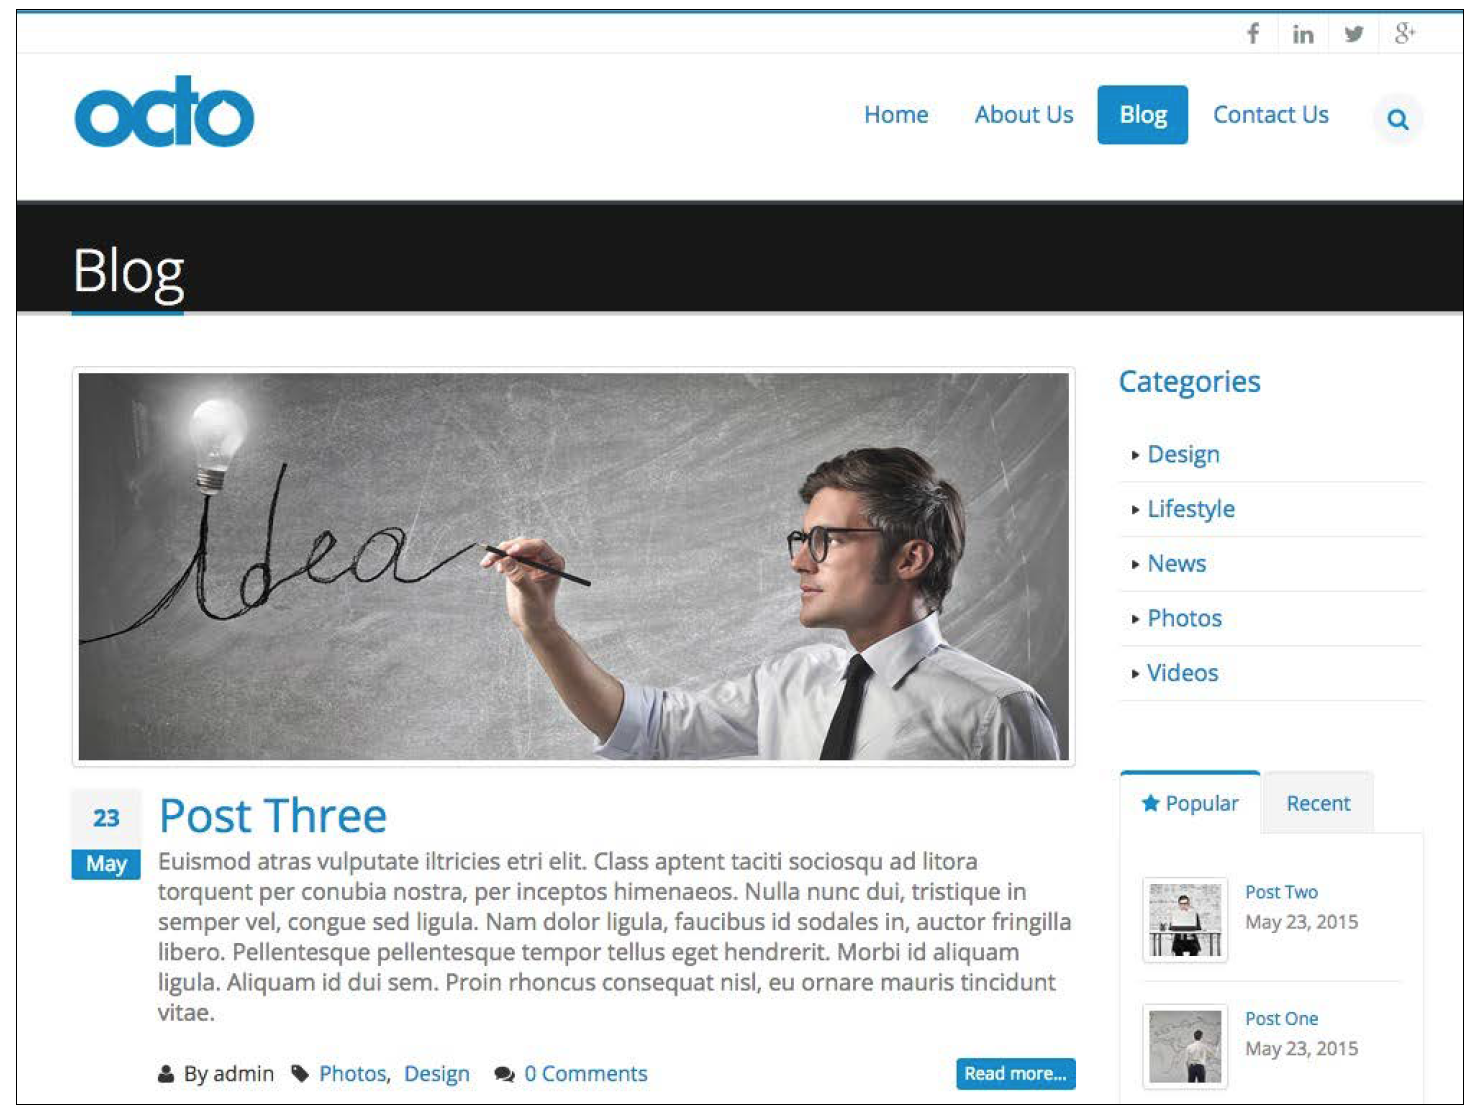 octo
Home About Us Blog Contact Us
Blog
Idea
23
May
Post Three
Euismod atras vulputate iltricies etri elit. Class aptent taciti sociosqu ad litora
torquent per conubia nostra, per inceptos himenaeos. Nulla nunc dui, tristique in
semper vel, congue sed ligula. Nam dolor ligula, faucibus id sodales in, auctor fringilla
libero. Pellentesque pellentesque tempor tellus eget hendrerit. Morbi id aliquam
ligula. Aliquam id dui sem. Proin rhoncus consequat nisl, eu ornare mauris tincidunt
vitae.
By admin Photos, Design 0 Comments Read more...
Categories
Design
Lifestyle
News
Photos
Videos
Popular Recent
Post Two
May 23, 2015
Post One
May 23, 2015